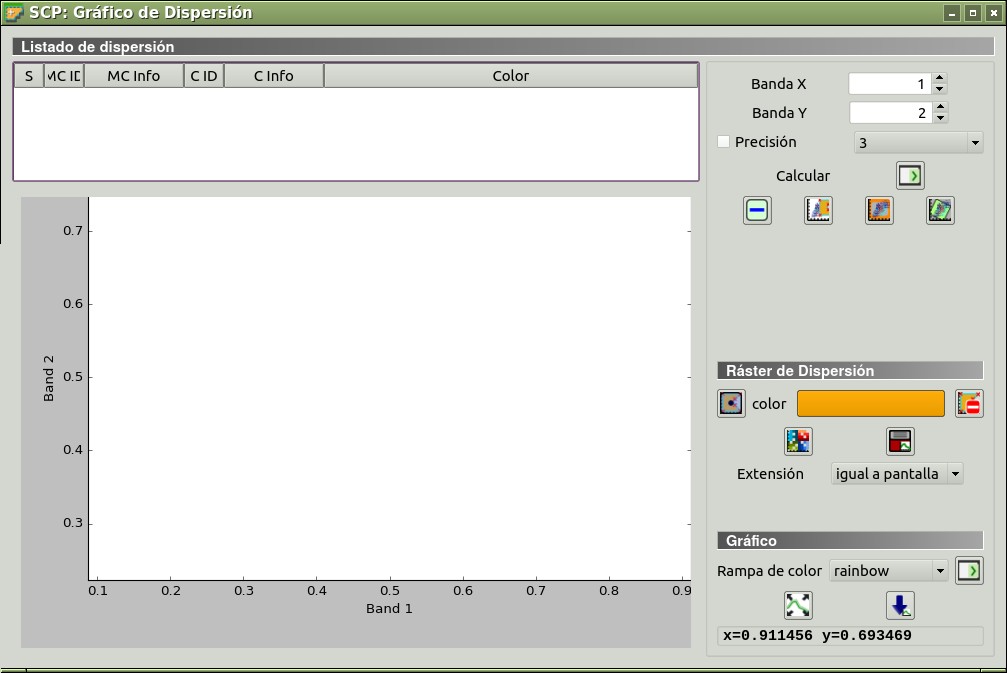 SCP: Gráfico de Dispersión
Listado de dispersión
S MC ID MC Info C ID C Info Color
Banda X 1
Banda Y 2
Precisión 3
Calcular
0.7
0.6
0.5
0.4
0.3
Band 2
0.1 0.2 0.3 0.4 0.5 0.6 0.7 0.8 0.9
Band 1
Ráster de Dispersión
color
Extensión igual a pantalla
Gráfico
Rampa de color rainbow
x=0.911456 y=0.693469